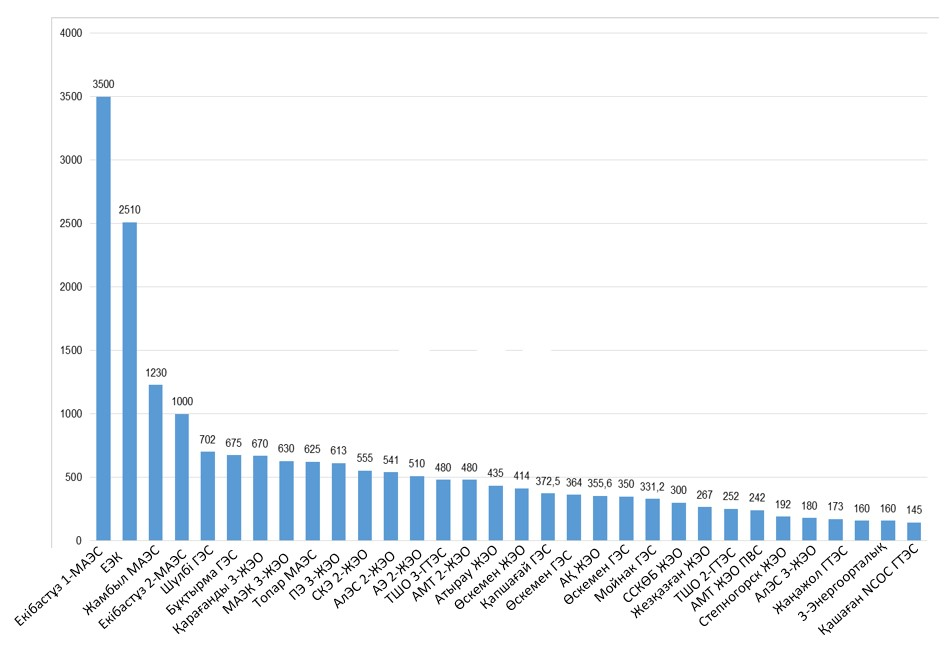 4000
3500
3000
2500
2000
1500
1000
500
0
3500
2510
1230
1000
702
675
670
630
625
613
555
541
510
480
480
435
414
372,5
364
355,6
350
331,2
300
267
252
242
192
180
173
160
160
145
Екібастұз 1-МАЭС
ЕЭК
Жамбыл МАЭС
Екібастұз 2-МАЭС
Шүлбі ГЭС
Бұқтырма ГЭС
Қарағанды 3-ЖЭО
МАЭК 3-ЖЭО
Топар МАЭС
ПЭ 3-ЖЭО
СКЭ 2-ЖЭО
АлЭС 2-ЖЭО
АЭ 2-ЖЭО
ТШО 3-ГТЭС
АМТ 2-ЖЭО
Атырау ЖЭО
Өскемен ЖЭО
Қапшағай ГЭС
Өскемен ГЭС
АҚ ЖЭО
Өскемен ГЭС
Мойнак ГЭС
ССКӨБ ЖЭО
Жезқазған ЖЭО
ТШО 2-ГТЭС
АМТ ЖЭО ПВС
Степногорск ЖЭО
АлЭС 3-ЖЭО
Жаңажол ГТЭС
3-Энергоорталық
Қашаған NCOC ГТЭС